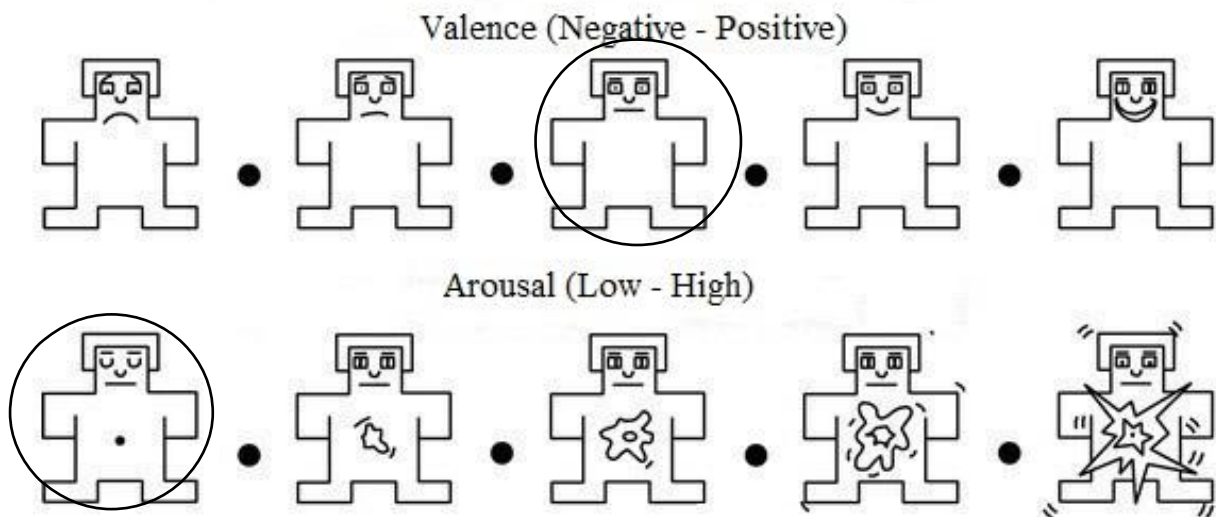 Valence (Negative - Positive)
Arousal (Low - High)